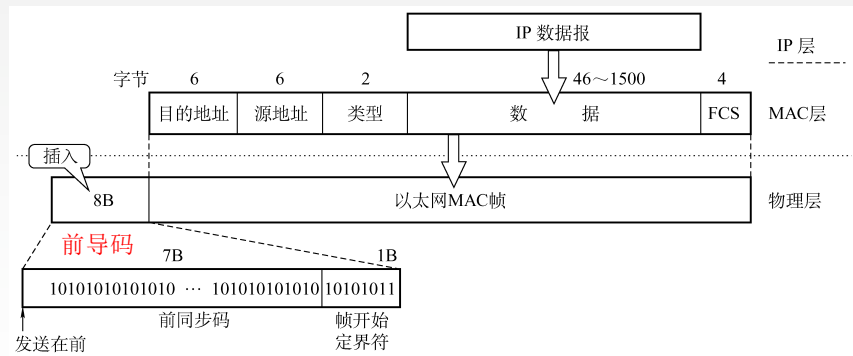 IP 数据报
IP 层
字节 6 6 2 46～1500 4
目的地址 源地址 类型 数 据 FCS MAC层
插入
8B 以太网MAC帧 物理层
前导码
7B 1B
10101010101010 … 101010101010 10101011
前同步码 帧开始
定界符
发送在前